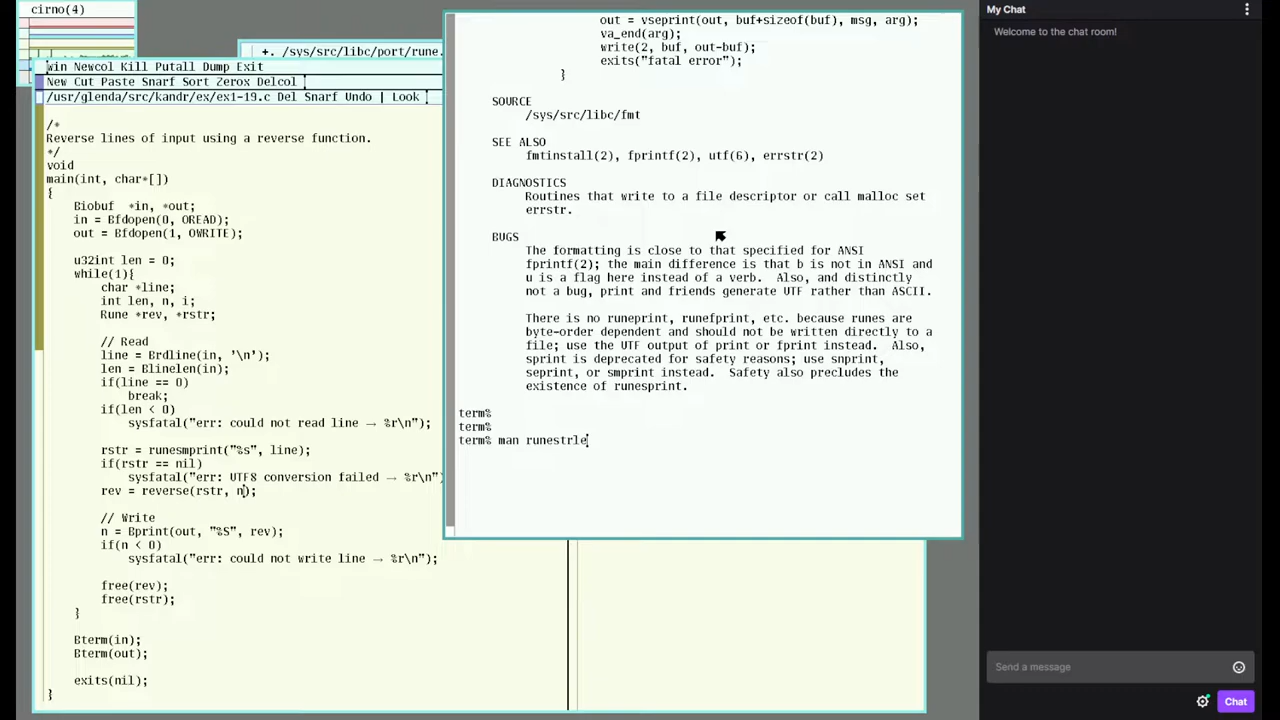 cirno(4)
+. /sys/src/libc/port/rune.
win Newcol Kill Putall Dump Exit
New Cut Paste Snarf Sort Zerox Delcol
/usr/glenda/src/kandr/ex/ex1-19.c Del Snarf Undo | Look
/*
Reverse lines of input using a reverse function.
*/
void
main(int, char*[])
{
Biobuf *in, *out;
in = Bfdopen(0, OREAD);
out = Bfdopen(1, OWRITE);
u32int len = 0;
while(1){
char *line;
int len, n, i;
Rune *rev, *rstr;
// Read
line = Brdline(in, '\n');
len = Blinelen(in);
if(line == 0)
break;
if(len < 0)
sysfatal("err: could not read line → %r\n");
rstr = runesmprint("%s", line);
if(rstr == nil)
sysfatal("err: UTF8 conversion failed → %r\n")
rev = reverse(rstr, n);
// Write
n = Bprint(out, "%S", rev);
if(n < 0)
sysfatal("err: could not write line → %r\n");
free(rev);
free(rstr);
}
Bterm(in);
Bterm(out);
exits(nil);
}
out = vseprint(out, buf+sizeof(buf), msg, arg);
va_end(arg);
write(2, buf, out-buf);
exits("fatal error");
}
SOURCE
/sys/src/libc/fmt
SEE ALSO
fmtinstall(2), fprintf(2), utf(6), errstr(2)
DIAGNOSTICS
Routines that write to a file descriptor or call malloc set
errstr.
BUGS
The formatting is close to that specified for ANSI
fprintf(2); the main difference is that b is not in ANSI and
u is a flag here instead of a verb. Also, and distinctly
not a bug, print and friends generate UTF rather than ASCII.
There is no runeprint, runefprint, etc. because runes are
byte-order dependent and should not be written directly to a
file; use the UTF output of print or fprint instead. Also,
sprint is deprecated for safety reasons; use snprint,
seprint, or smprint instead. Safety also precludes the
existence of runesprint.
term%
term%
term% man runestrle
My Chat
Welcome to the chat room!
Send a message
Chat